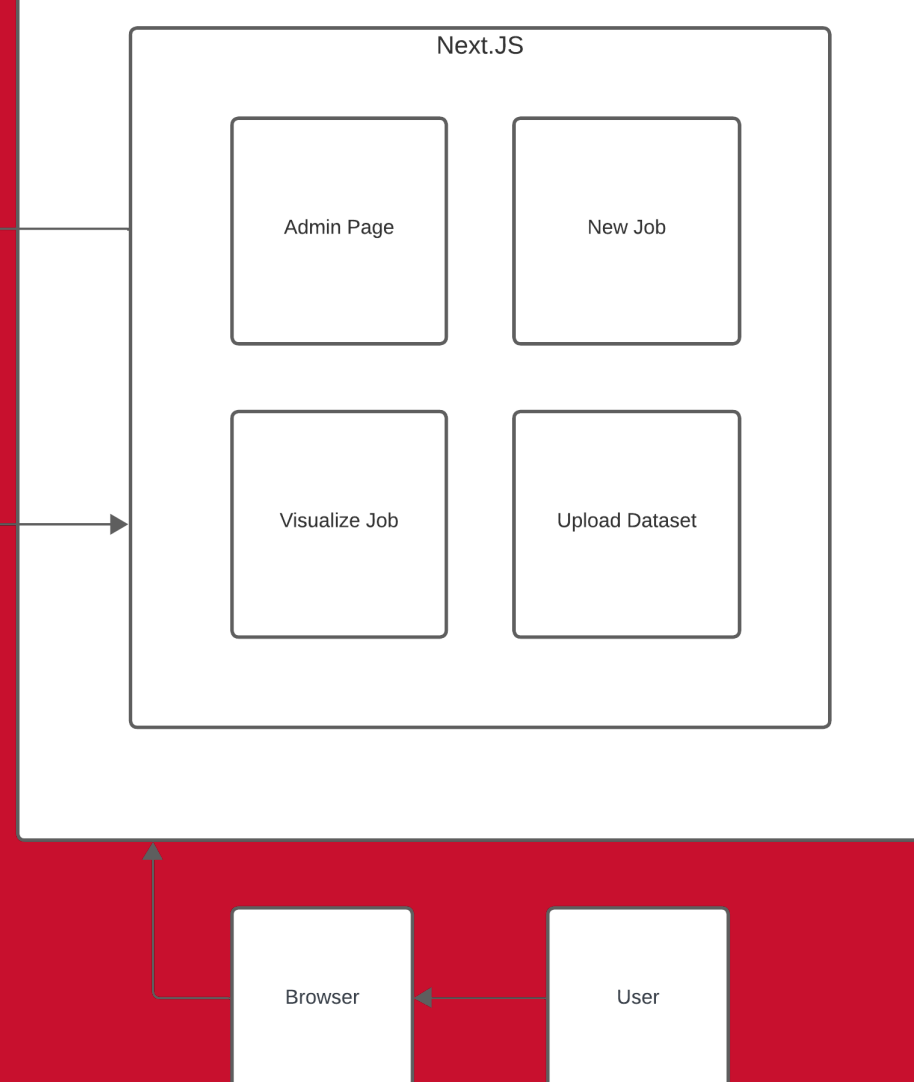 Next.JS
Admin Page
New Job
Visualize Job
Upload Dataset
Browser
User